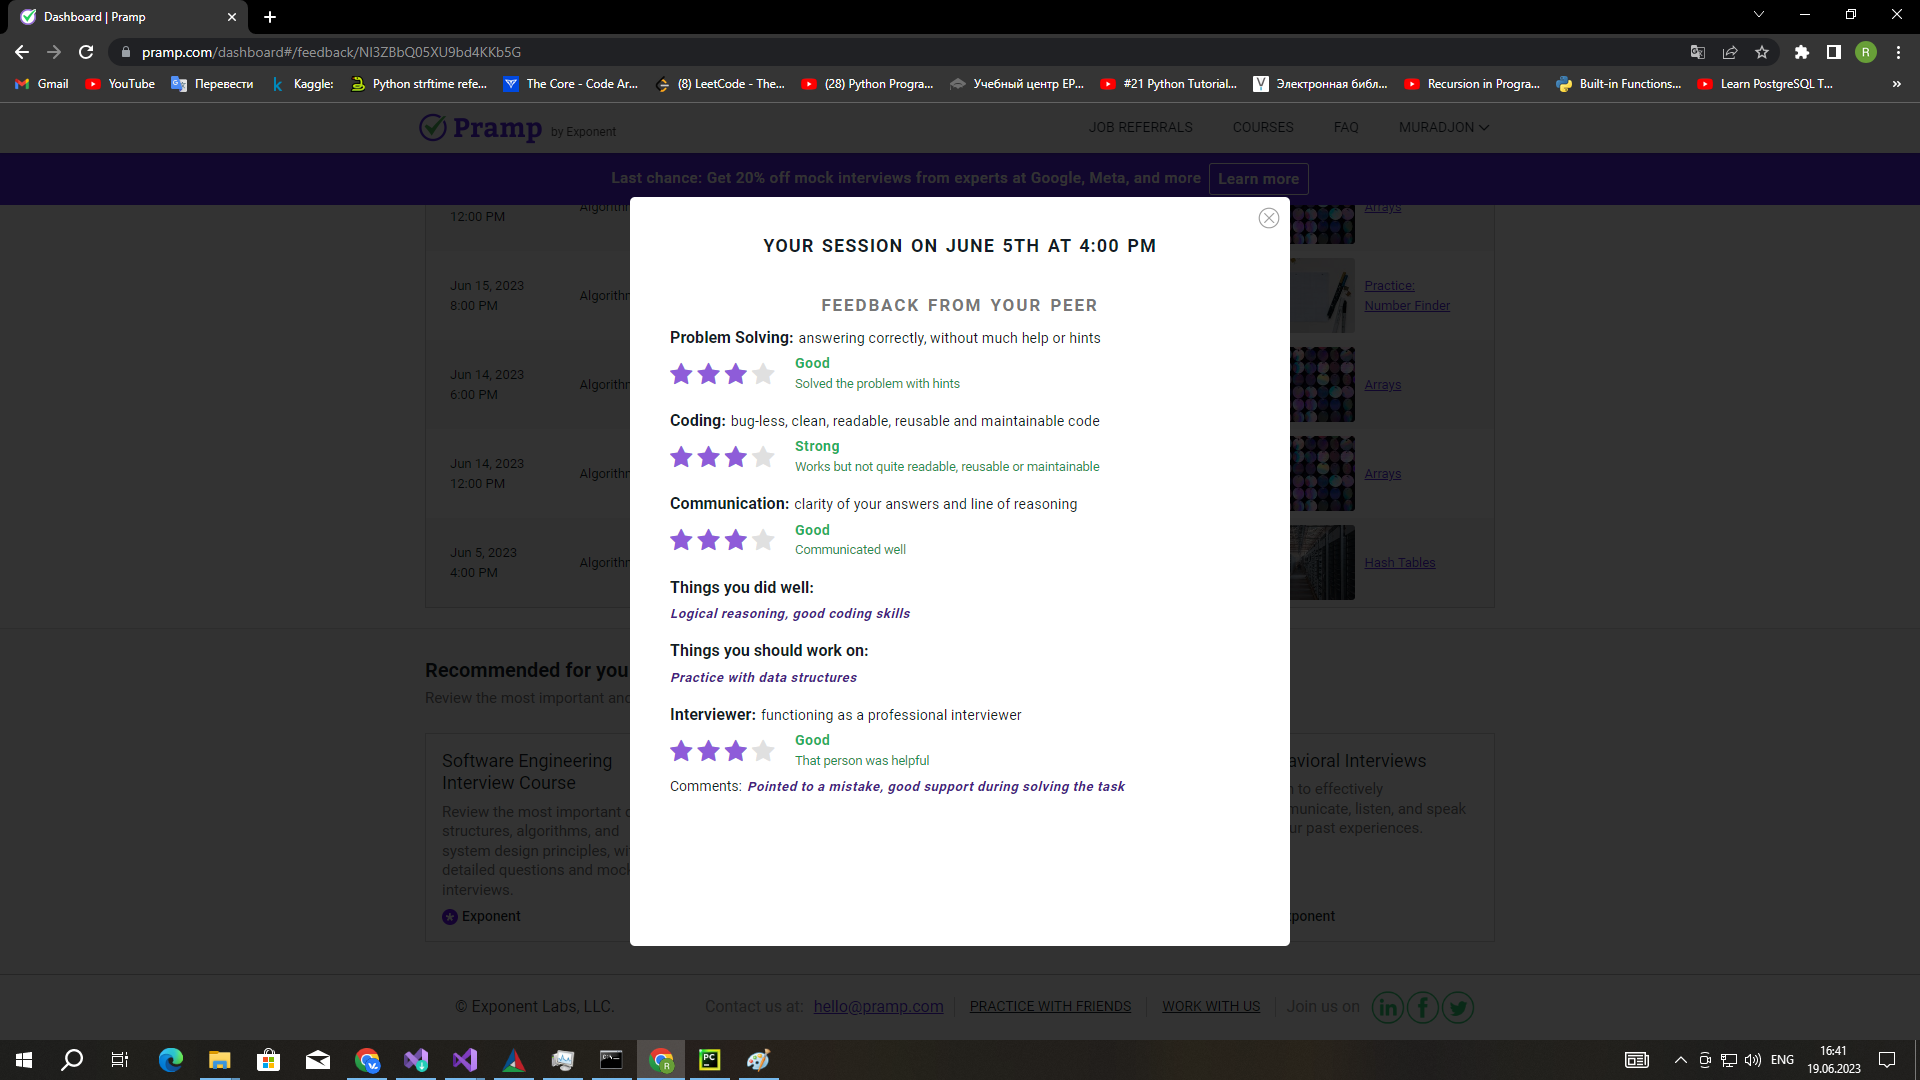 Dashboard | Pramp
pramp.com/dashboard#/feedback/NI3ZBbQ05XU9bd4KKb5G
R
Gmail YouTube Перевести Kaggle: Python strftime refe... The Core - Code Ar... (8) LeetCode - The... (28) Python Progra... Учебный центр EP... #21 Python Tutorial... Электронная библ... Recursion in Progra... Built-in Functions... Learn PostgreSQL T... »
Pramp by Exponent JOB REFERRALS COURSES FAQ MURADJON
Last chance: Get 20% off mock interviews from experts at Google, Meta, and more Learn more
12:00 PM Algorith Arrays
Jun 15, 2023
8:00 PM
Algorithm
Practice:
Number Finder
Jun 14, 2023
6:00 PM
Algorithm
Arrays
Jun 14, 2023
12:00 PM
Algorithm
Arrays
Jun 5, 2023
4:00 PM
Algorithm
Hash Tables
YOUR SESSION ON JUNE 5TH AT 4:00 PM
FEEDBACK FROM YOUR PEER
Problem Solving: answering correctly, without much help or hints
Good
Solved the problem with hints
Coding: bug-less, clean, readable, reusable and maintainable code
Strong
Works but not quite readable, reusable or maintainable
Communication: clarity of your answers and line of reasoning
Good
Communicated well
Things you did well:
Logical reasoning, good coding skills
Things you should work on:
Practice with data structures
Interviewer: functioning as a professional interviewer
Good
That person was helpful
Comments: Pointed to a mistake, good support during solving the task
Recommended for you
Review the most important and
Software Engineering
Interview Course
Review the most important d
structures, algorithms, and
system design principles, wi
detailed questions and mock
interviews.
Exponent
avioral Interviews
n to effectively
municate, listen, and speak
ur past experiences.
xponent
© Exponent Labs, LLC. Contact us at: hello@pramp.com PRACTICE WITH FRIENDS WORK WITH US Join us on
ENG
16:41
19.06.2023